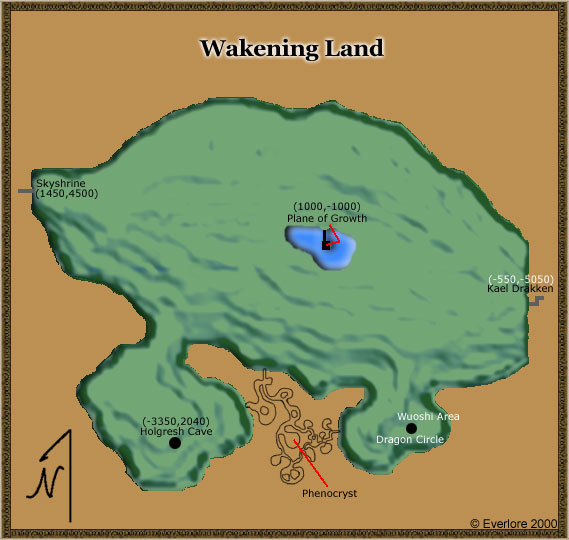 Wakening Land
Skyshrine
(1450,4500)
(1000,-1000)
Plane of Growth
(-550,-5050)
Kael Drakken
(-3350,2040)
Holgresh Cave
Wuoshi Area
Dragon Circle
N
Phenocryst
© Everlore 2000